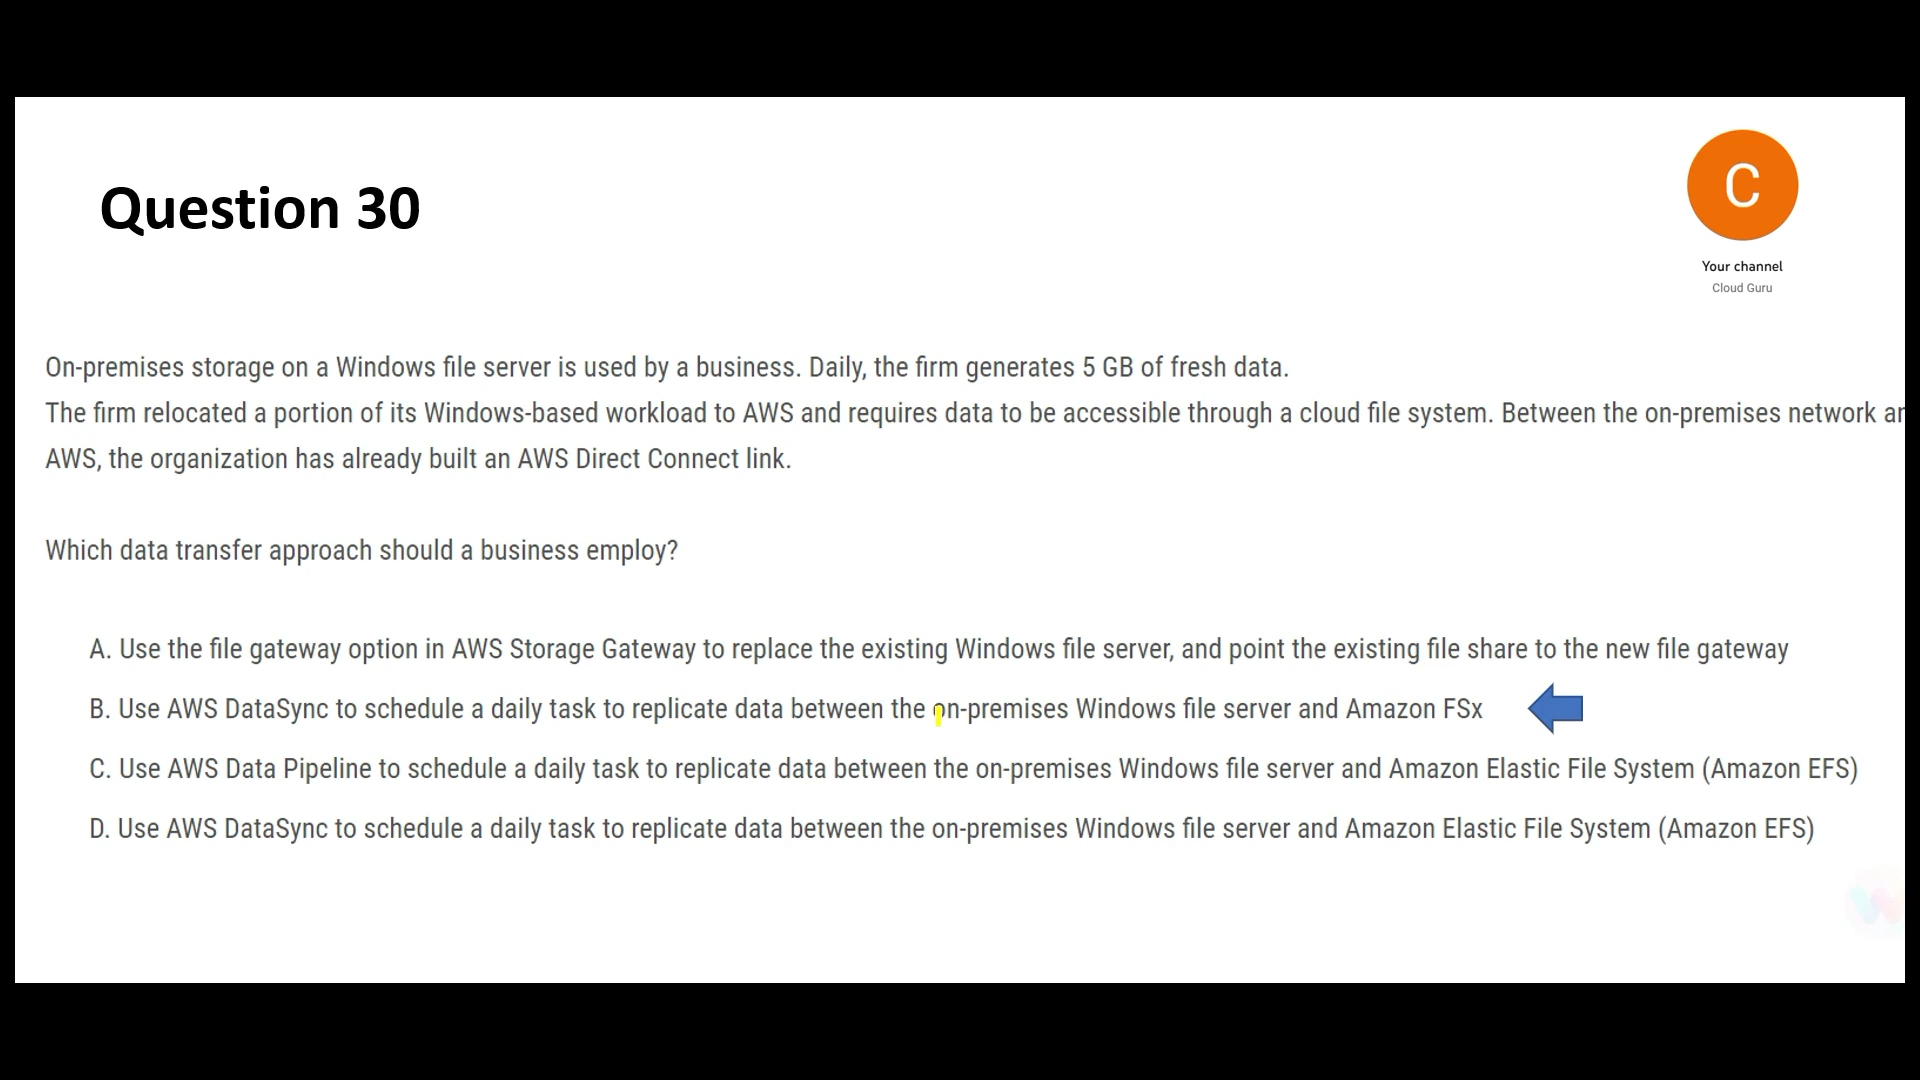 Question 30
C
Your channel
Cloud Guru
On-premises storage on a Windows file server is used by a business. Daily, the firm generates 5 GB of fresh data.
The firm relocated a portion of its Windows-based workload to AWS and requires data to be accessible through a cloud file system. Between the on-premises network
AWS, the organization has already built an AWS Direct Connect link.
Which data transfer approach should a business employ?
A. Use the file gateway option in AWS Storage Gateway to replace the existing Windows file server, and point the existing file share to the new file gateway
B. Use AWS DataSync to schedule a daily task to replicate data between the on-premises Windows file server and Amazon FSx
C. Use AWS Data Pipeline to schedule a daily task to replicate data between the on-premises Windows file server and Amazon Elastic File System (Amazon EFS)
D. Use AWS DataSync to schedule a daily task to replicate data between the on-premises Windows file server and Amazon Elastic File System (Amazon EFS)